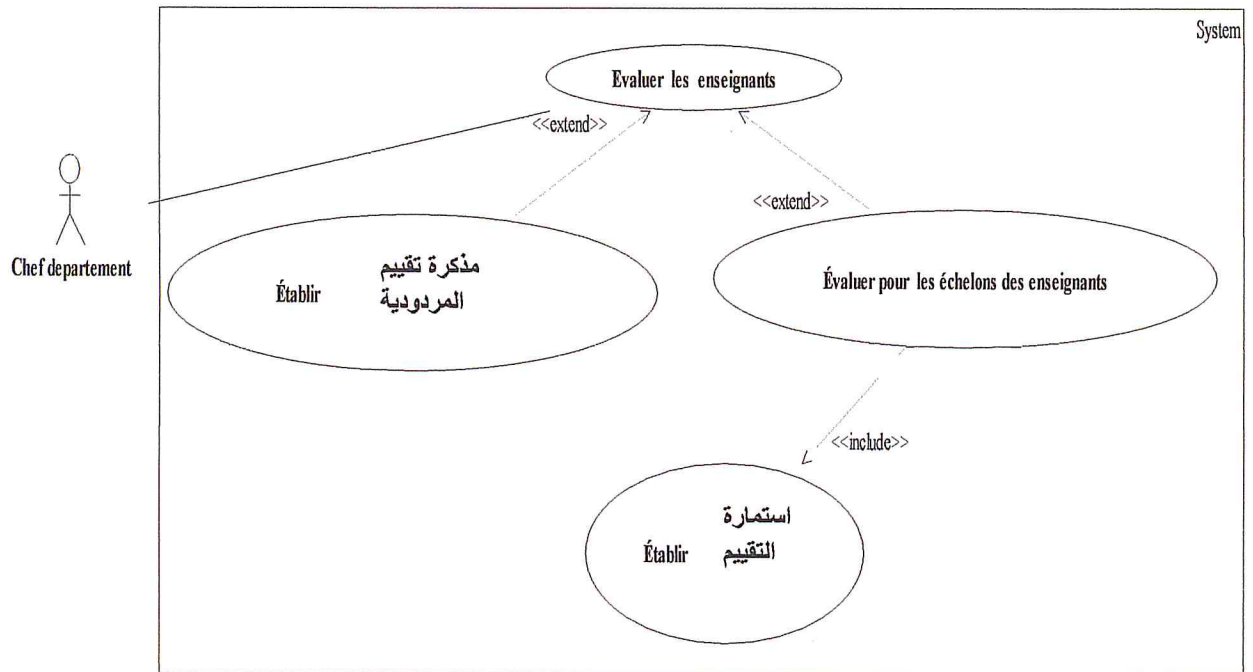 System
Evaluer les enseignants
<<extend>>
<<extend>>
Chef departement
Établir مذكرة تقييم
المردودية
Évaluer pour les échelons des enseignants
<<include>>
استمارة
Établir التقييم